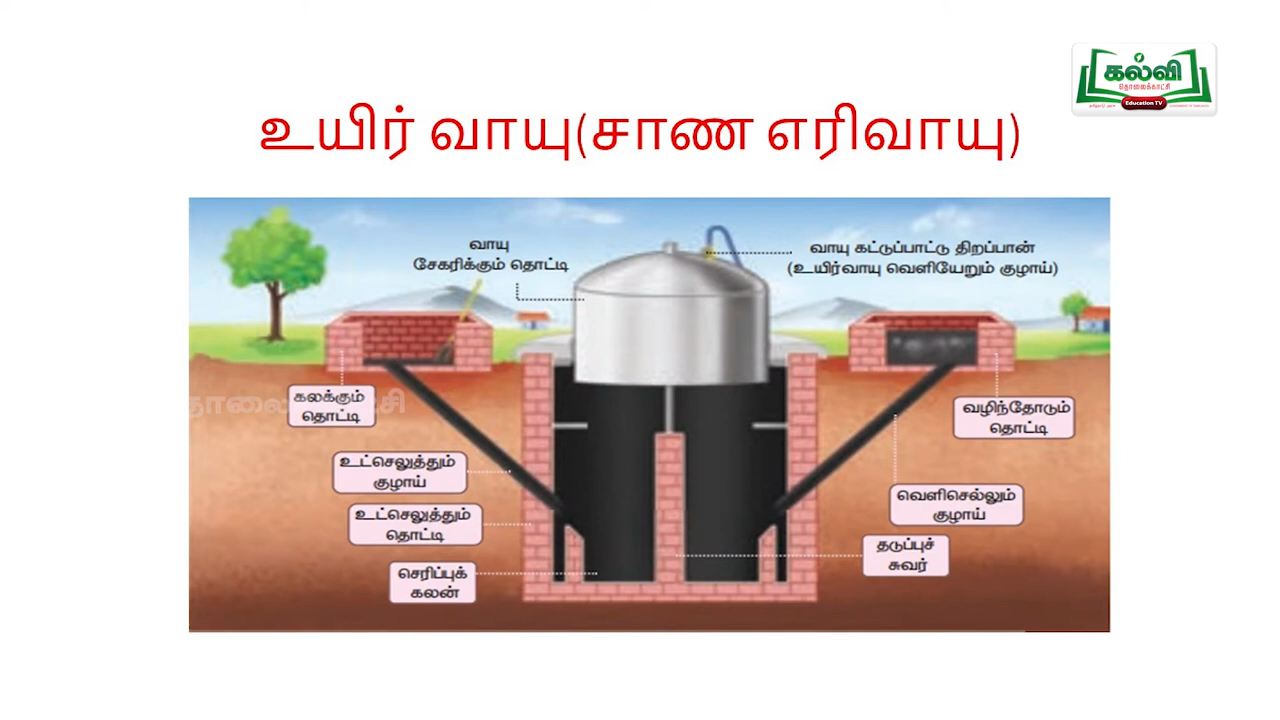 கல்வி
தொலைக்காட்சி
Education TV
உயிர் வாயு(சாண எரிவாயு)
வாயு
சேகரிக்கும் தொட்டி
வாயு கட்டுப்பாட்டு திறப்பான்
(உயிர்வாயு வெளியேறும் குழாய்)
கலக்கும்
தொட்டி
வழிந்தோடும்
தொட்டி
உட்செலுத்தும்
குழாய்
வெளிசெல்லும்
குழாய்
உட்செலுத்தும்
தொட்டி
தடுப்புச்
சுவர்
செரிப்புக்
கலன்